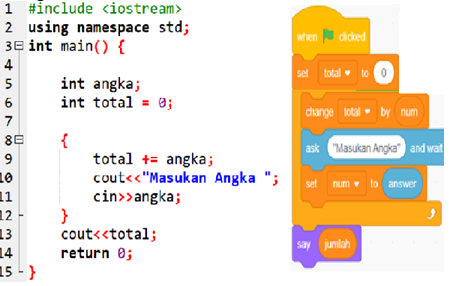 1 #include <iostream>
2 using namespace std;
3 int main() {
4
5 int angka;
6 int total = 0;
7
8 {
9 total += angka;
10 cout<<"Masukan Angka ";
11 cin>>angka;
12 }
13 cout<<total;
14 return 0;
15 }
when clicked
set total to 0
change total by num
ask "Masukan Angka" and wait
set num to answer
say jumlah